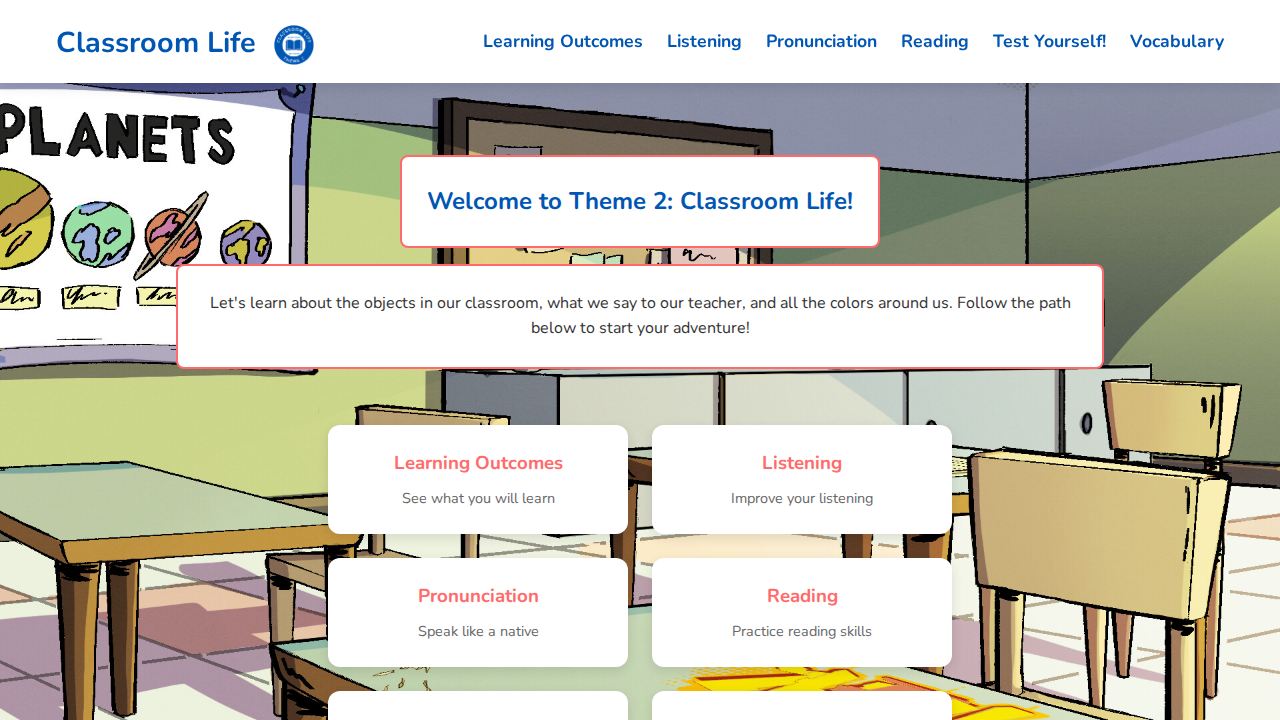 Classroom Life
Learning Outcomes
Listening
Pronunciation
Reading
Test Yourself!
Vocabulary
PLANETS
Welcome to Theme 2: Classroom Life!
Let's learn about the objects in our classroom, what we say to our teacher, and all the colors around us. Follow the path
below to start your adventure!
Learning Outcomes
See what you will learn
Listening
Improve your listening
Pronunciation
Speak like a native
Reading
Practice reading skills